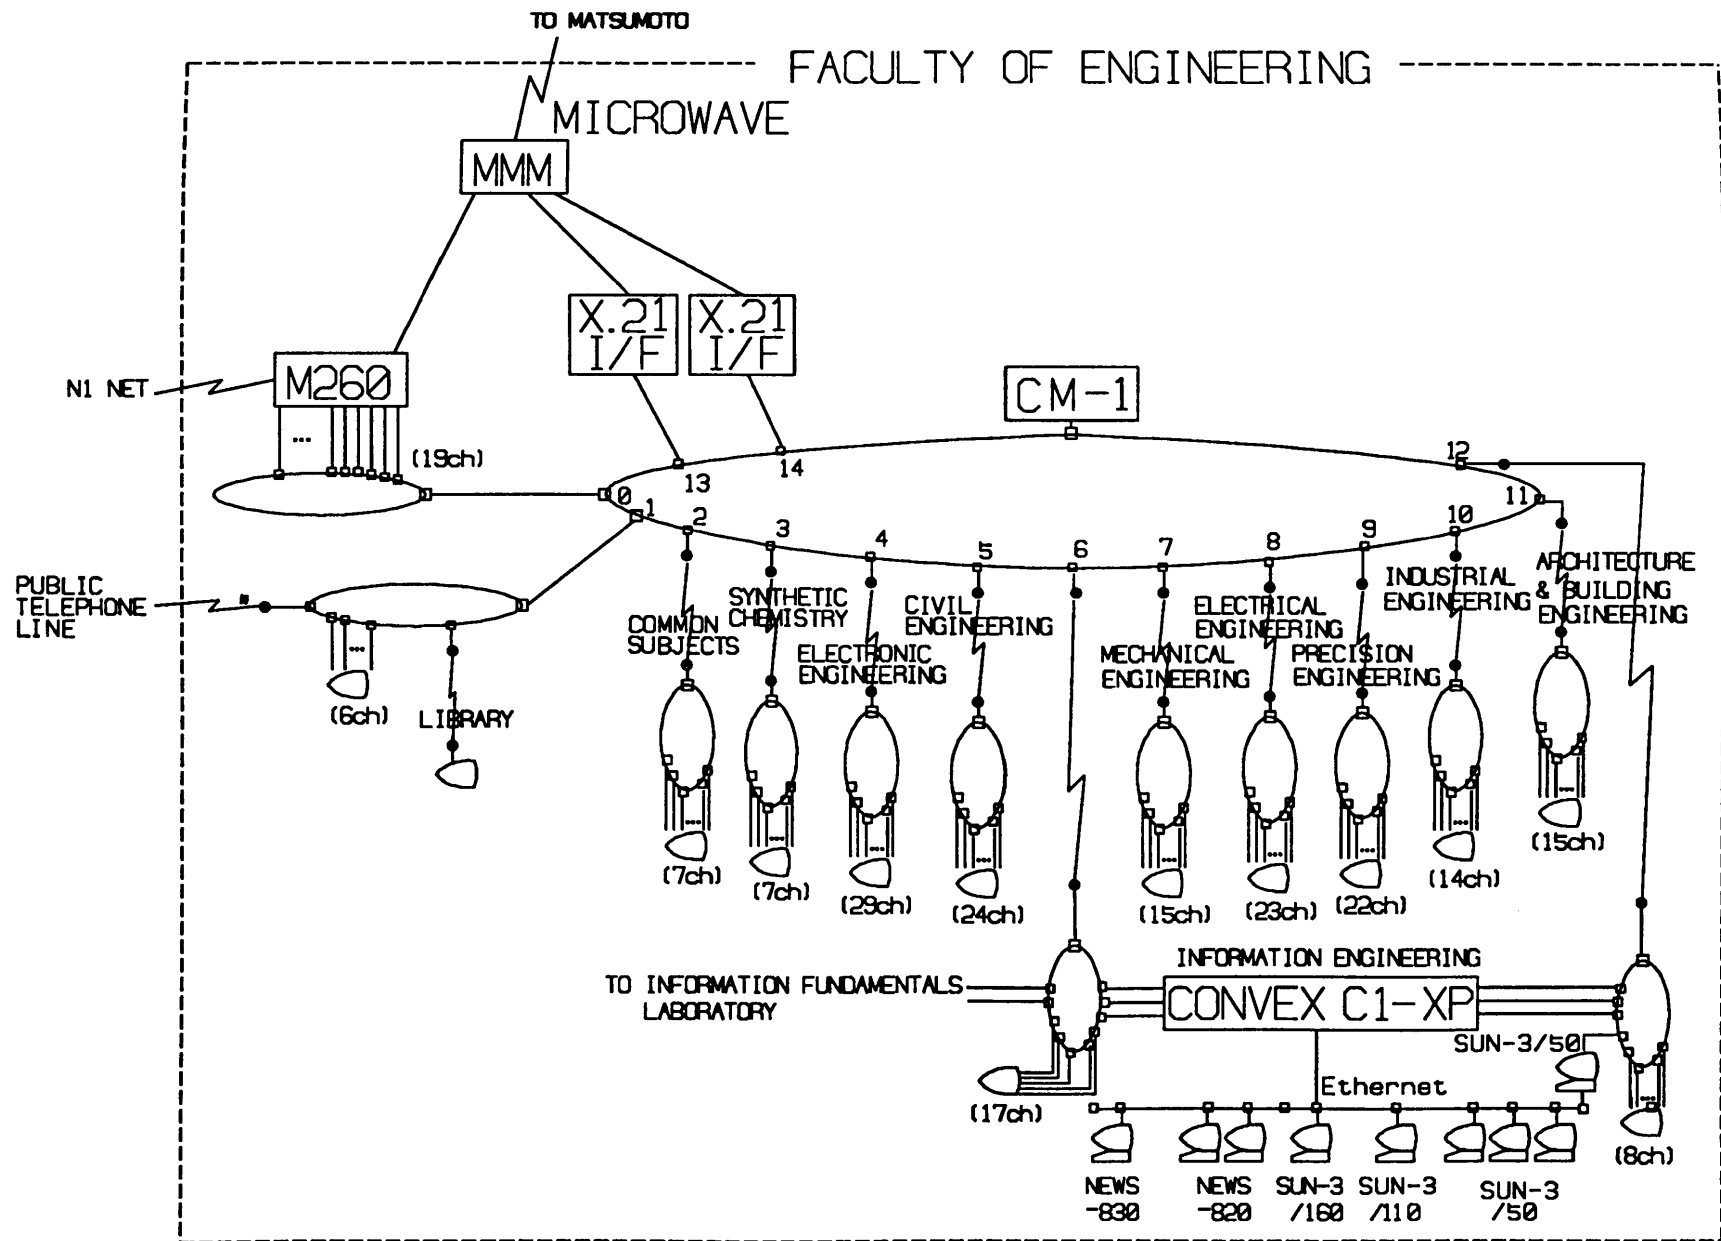 TO MATSUMOTO
FACULTY OF ENGINEERING
MICROWAVE
MMM
X.21
I/F
X.21
I/F
N1 NET
M260
CM-1
...
(19ch)
0
1
2
3
4
5
6
7
8
9
10
11
12
13
14
PUBLIC
TELEPHONE
LINE
*
...
(6ch)
LIBRARY
COMMON
SUBJECTS
SYNTHETIC
CHEMISTRY
ELECTRONIC
ENGINEERING
CIVIL
ENGINEERING
MECHANICAL
ENGINEERING
ELECTRICAL
ENGINEERING
PRECISION
ENGINEERING
INDUSTRIAL
ENGINEERING
ARCHITECTURE
& BUILDING
ENGINEERING
...
(7ch)
...
(7ch)
...
(29ch)
...
(24ch)
...
(15ch)
...
(23ch)
...
(22ch)
...
(14ch)
...
(15ch)
TO INFORMATION FUNDAMENTALS
LABORATORY
INFORMATION ENGINEERING
CONVEX C1-XP
SUN-3/50
Ethernet
(17ch)
...
(8ch)
NEWS
-830
NEWS
-820
SUN-3
/160
SUN-3
/110
SUN-3
/50